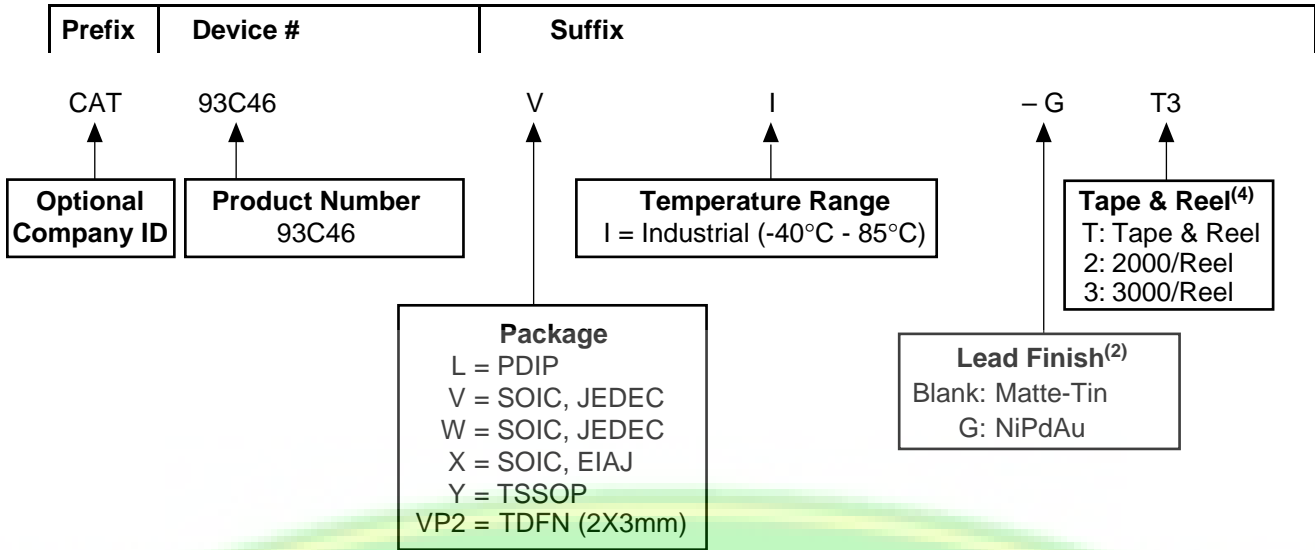 Prefix Device # Suffix
CAT 93C46 V I – G T3
Optional
Company ID
Product Number
93C46
Temperature Range
I = Industrial (-40°C - 85°C)
Tape & Reel(4)
T: Tape & Reel
2: 2000/Reel
3: 3000/Reel
Package
L = PDIP
V = SOIC, JEDEC
W = SOIC, JEDEC
X = SOIC, EIAJ
Y = TSSOP
VP2 = TDFN (2X3mm)
Lead Finish(2)
Blank: Matte-Tin
G: NiPdAu